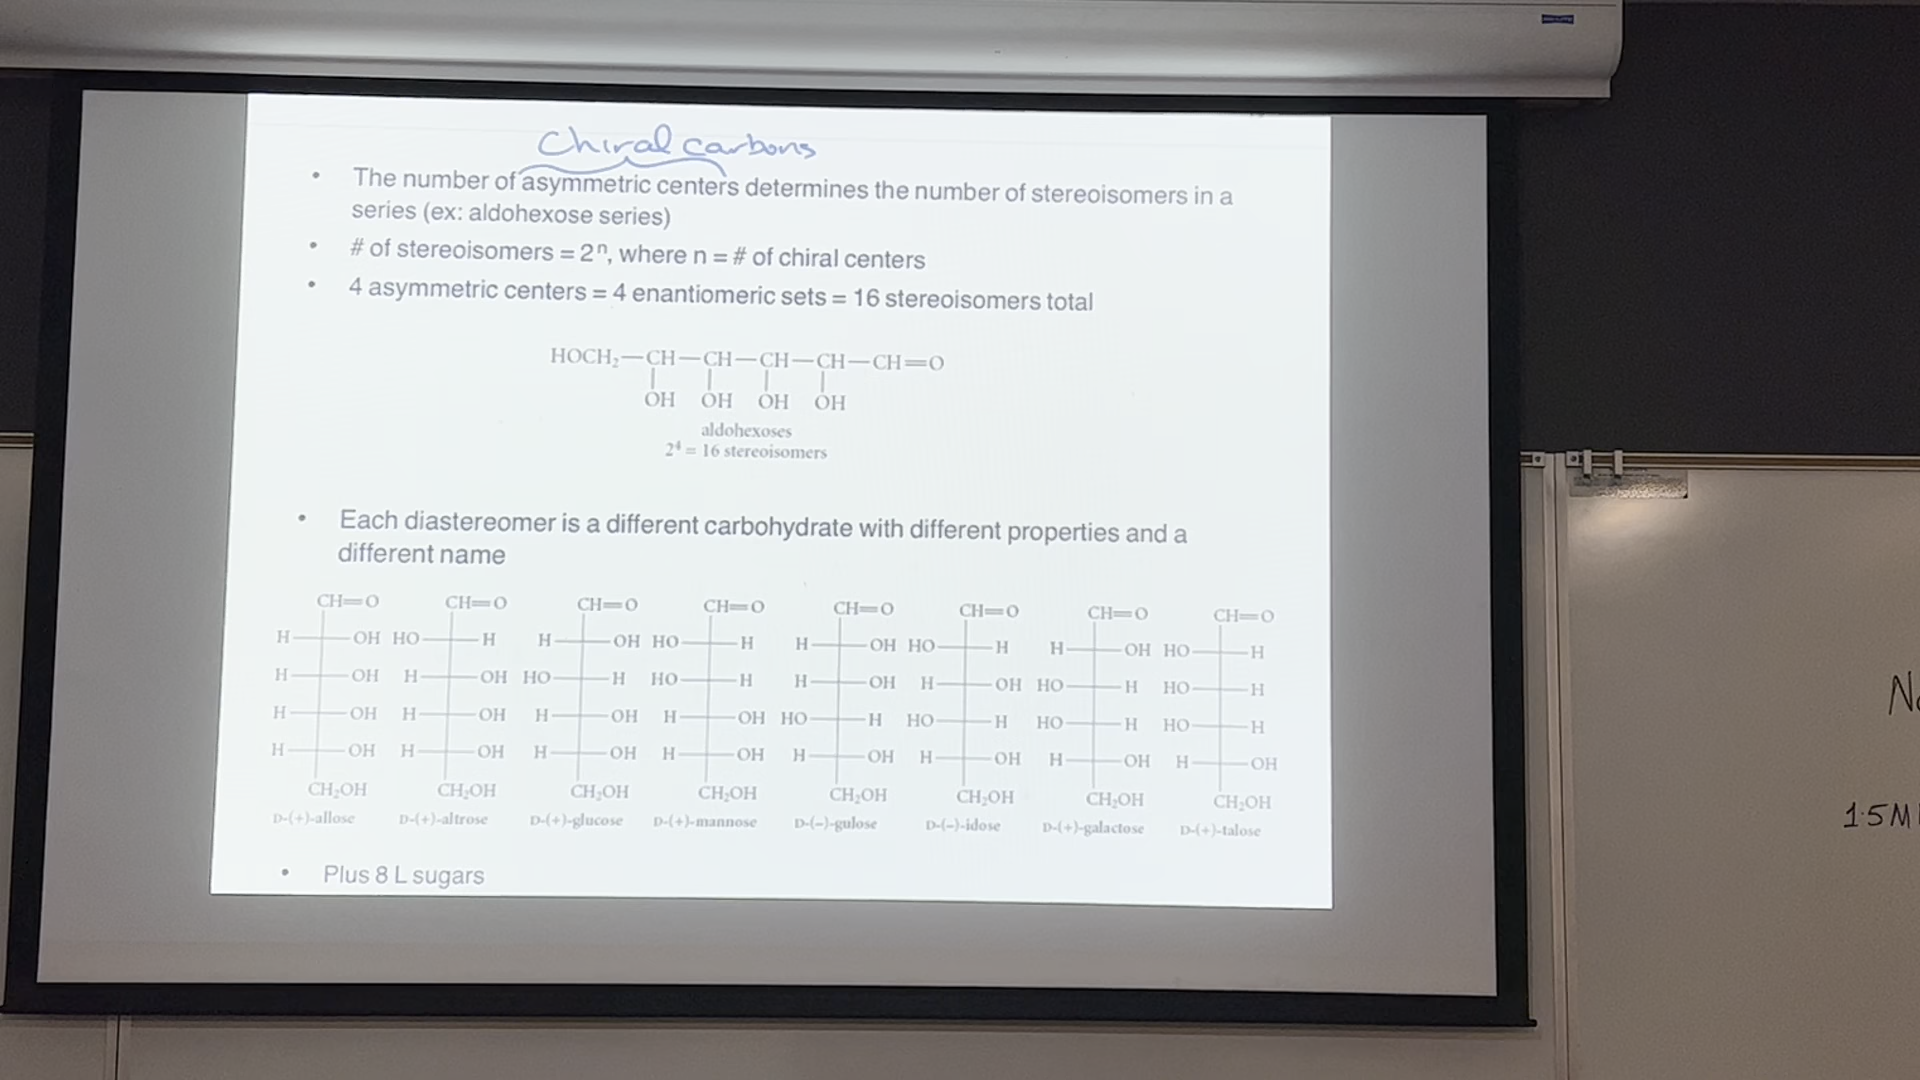 Chiral carbons
• The number of asymmetric centers determines the number of stereoisomers in a
series (ex: aldohexose series)
• # of stereoisomers = 2ⁿ, where n = # of chiral centers
• 4 asymmetric centers = 4 enantiomeric sets = 16 stereoisomers total
HOCH₂—CH—CH—CH—CH—CH=O
OH OH OH OH
aldohexoses
2⁴ = 16 stereoisomers
• Each diastereomer is a different carbohydrate with different properties and a
different name
CH=O CH=O CH=O CH=O CH=O CH=O CH=O CH=O
H OH HO H H OH HO H H OH HO H H OH HO H
H OH H OH HO H HO H H OH H OH HO H HO H
H OH H OH H OH H OH HO H HO H HO H HO H
H OH H OH H OH H OH H OH H OH H OH H OH
CH₂OH CH₂OH CH₂OH CH₂OH CH₂OH CH₂OH CH₂OH CH₂OH
D-(+)-allose D-(+)-altrose D-(+)-glucose D-(+)-mannose D-(–)-gulose D-(–)-idose D-(+)-galactose D-(+)-talose
• Plus 8 L sugars
1.5M